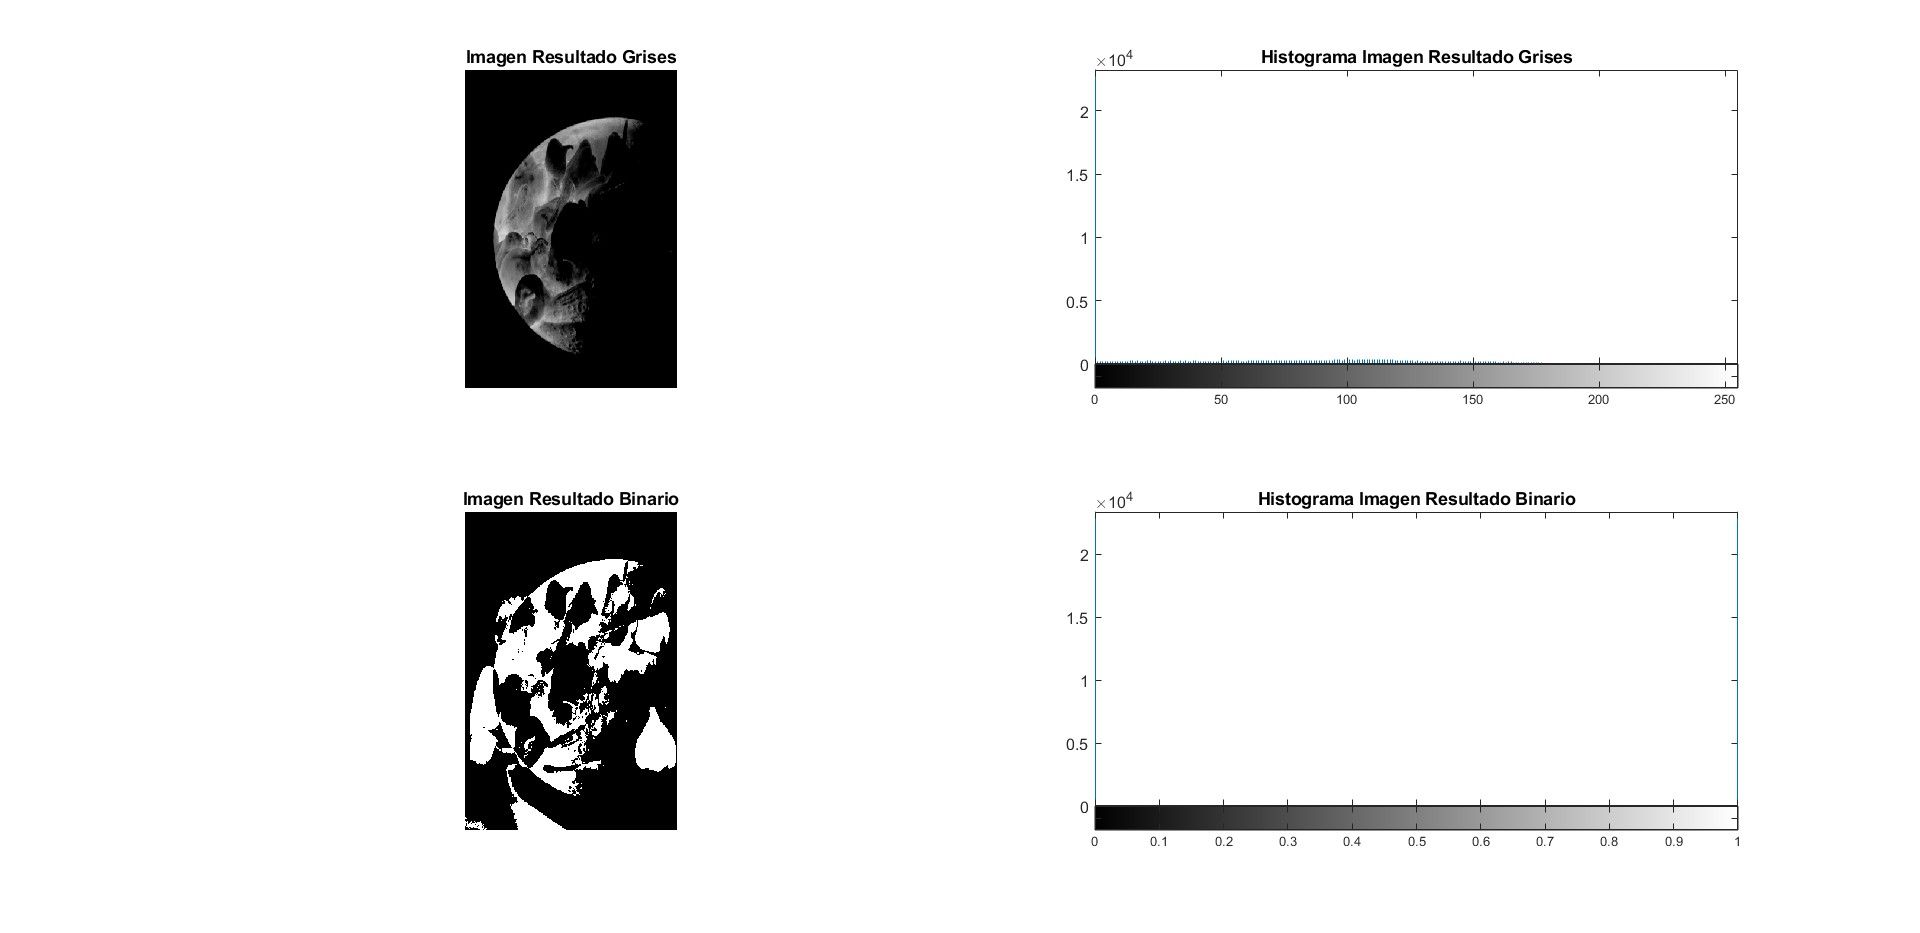 Imagen Resultado Grises
Histograma Imagen Resultado Grises
×10^4
2
1.5
1
0.5
0
0 50 100 150 200 250
Imagen Resultado Binario
Histograma Imagen Resultado Binario
×10^4
2
1.5
1
0.5
0
0 0.1 0.2 0.3 0.4 0.5 0.6 0.7 0.8 0.9 1